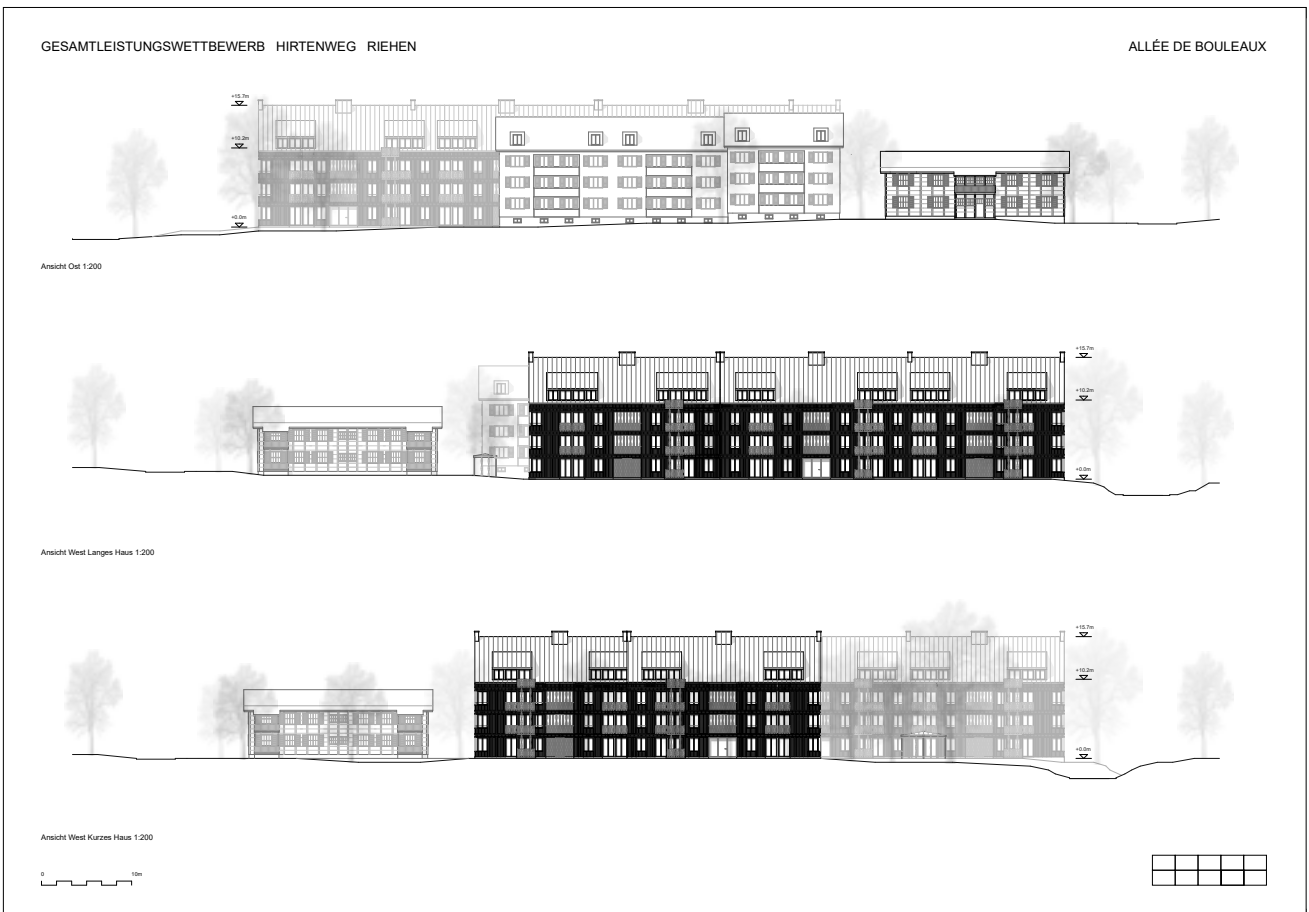 GESAMTLEISTUNGSWETTBEWERB HIRTENWEG RIEHEN
ALLÉE DE BOULEAUX
+15.7m
+10.2m
+0.0m
Ansicht Ost 1:200
+15.7m
+10.2m
+0.0m
Ansicht West Langes Haus 1:200
+15.7m
+10.2m
+0.0m
Ansicht West Kurzes Haus 1:200
0 10m